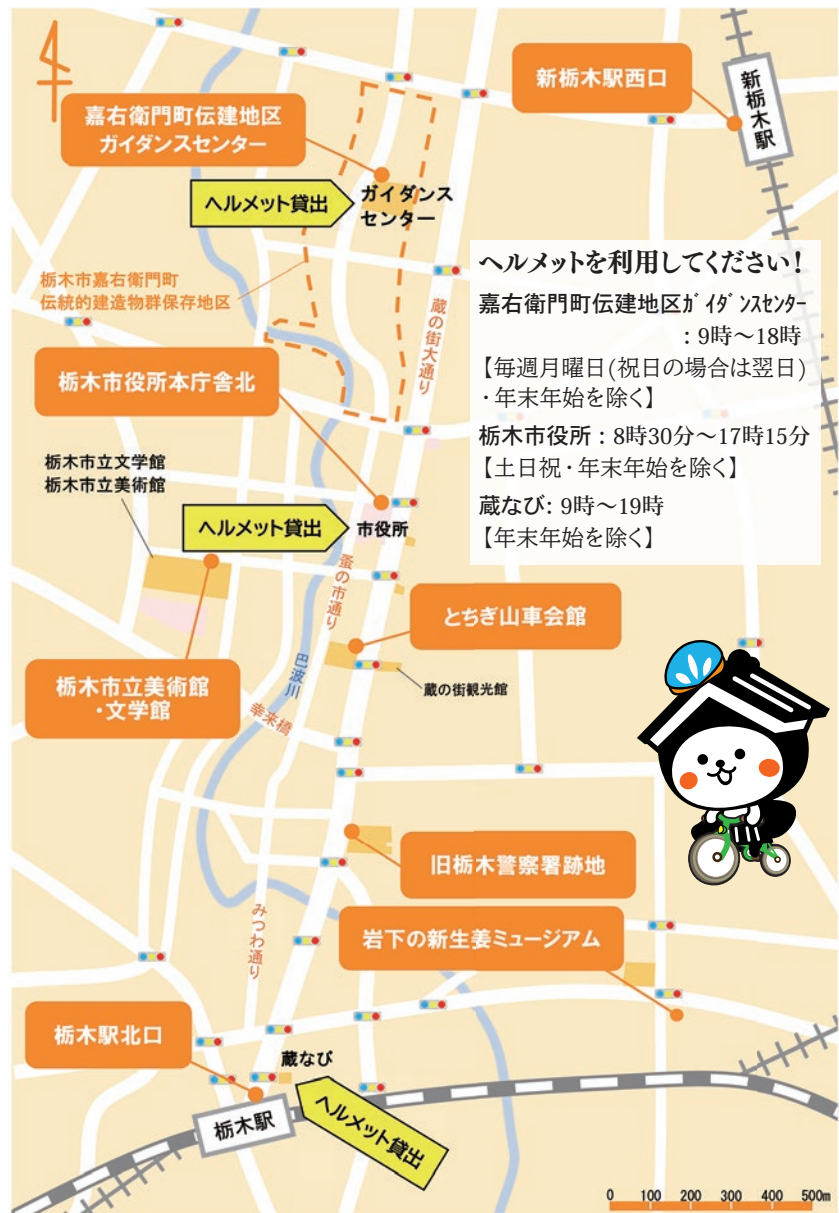 新栃木駅西口
新栃木駅
嘉右衛門町伝建地区
ガイダンスセンター
ヘルメット貸出
ガイダンス
センター
栃木市嘉右衛門町
伝統的建造物群保存地区
蔵の街大通り
ヘルメットを利用してください!
嘉右衛門町伝建地区ガイダンスセンター
:9時～18時
【毎週月曜日(祝日の場合は翌日)
・年末年始を除く】
栃木市役所:8時30分～17時15分
【土日祝・年末年始を除く】
蔵なび:9時～19時
【年末年始を除く】
栃木市役所本庁舎北
栃木市立文学館
栃木市立美術館
ヘルメット貸出
市役所
蚤の市通り
とちぎ山車会館
栃木市立美術館
・文学館
巴波川
蔵の街観光館
幸来橋
旧栃木警察署跡地
みつわ通り
岩下の新生姜ミュージアム
栃木駅北口
蔵なび
栃木駅
ヘルメット貸出
0 100 200 300 400 500m